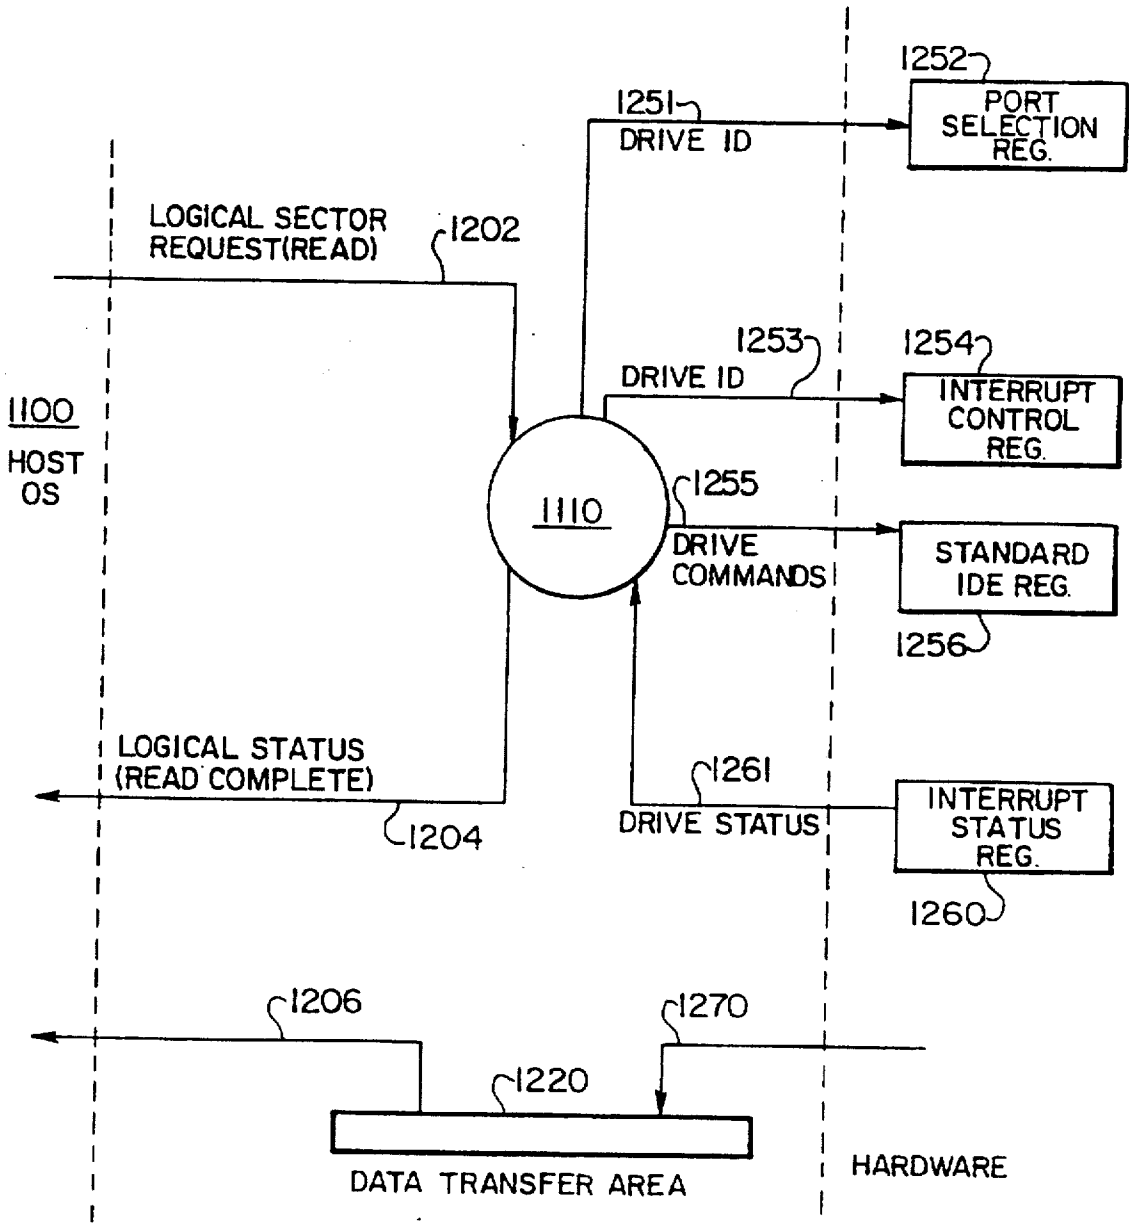 1252
PORT
SELECTION
REG.
1251
DRIVE ID
LOGICAL SECTOR
REQUEST(READ)
1202
1253
DRIVE ID
1254
INTERRUPT
CONTROL
REG.
1100
HOST
OS
1110
1255
DRIVE
COMMANDS
STANDARD
IDE REG.
1256
LOGICAL STATUS
(READ COMPLETE)
1204
1261
DRIVE STATUS
INTERRUPT
STATUS
REG.
1260
1206
1270
1220
DATA TRANSFER AREA
HARDWARE